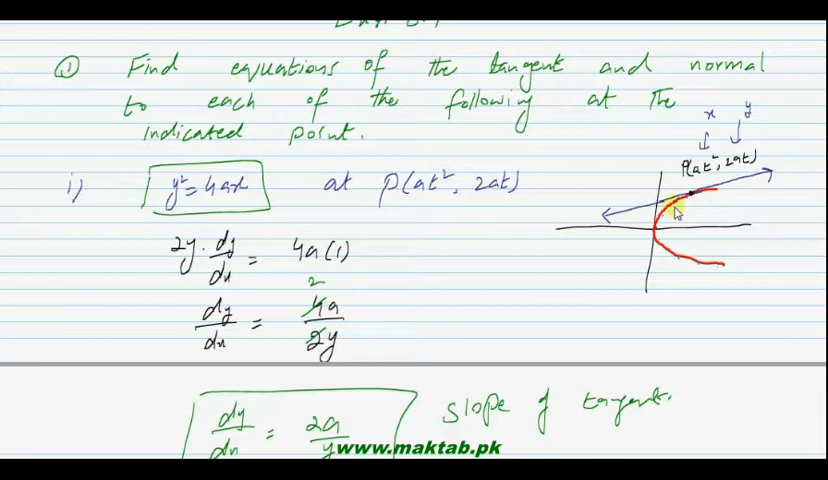 Q) Find equations of the tangent and normal
to each of the following at the
indicated point.
x y
P(at², 2at)
i) y² = 4ax at P(at², 2at)
2y. dy/dx = 4a(1)
2
dy/dx = 4a/2y
dy/dx = 2a/y slope of tangent.
www.maktab.pk